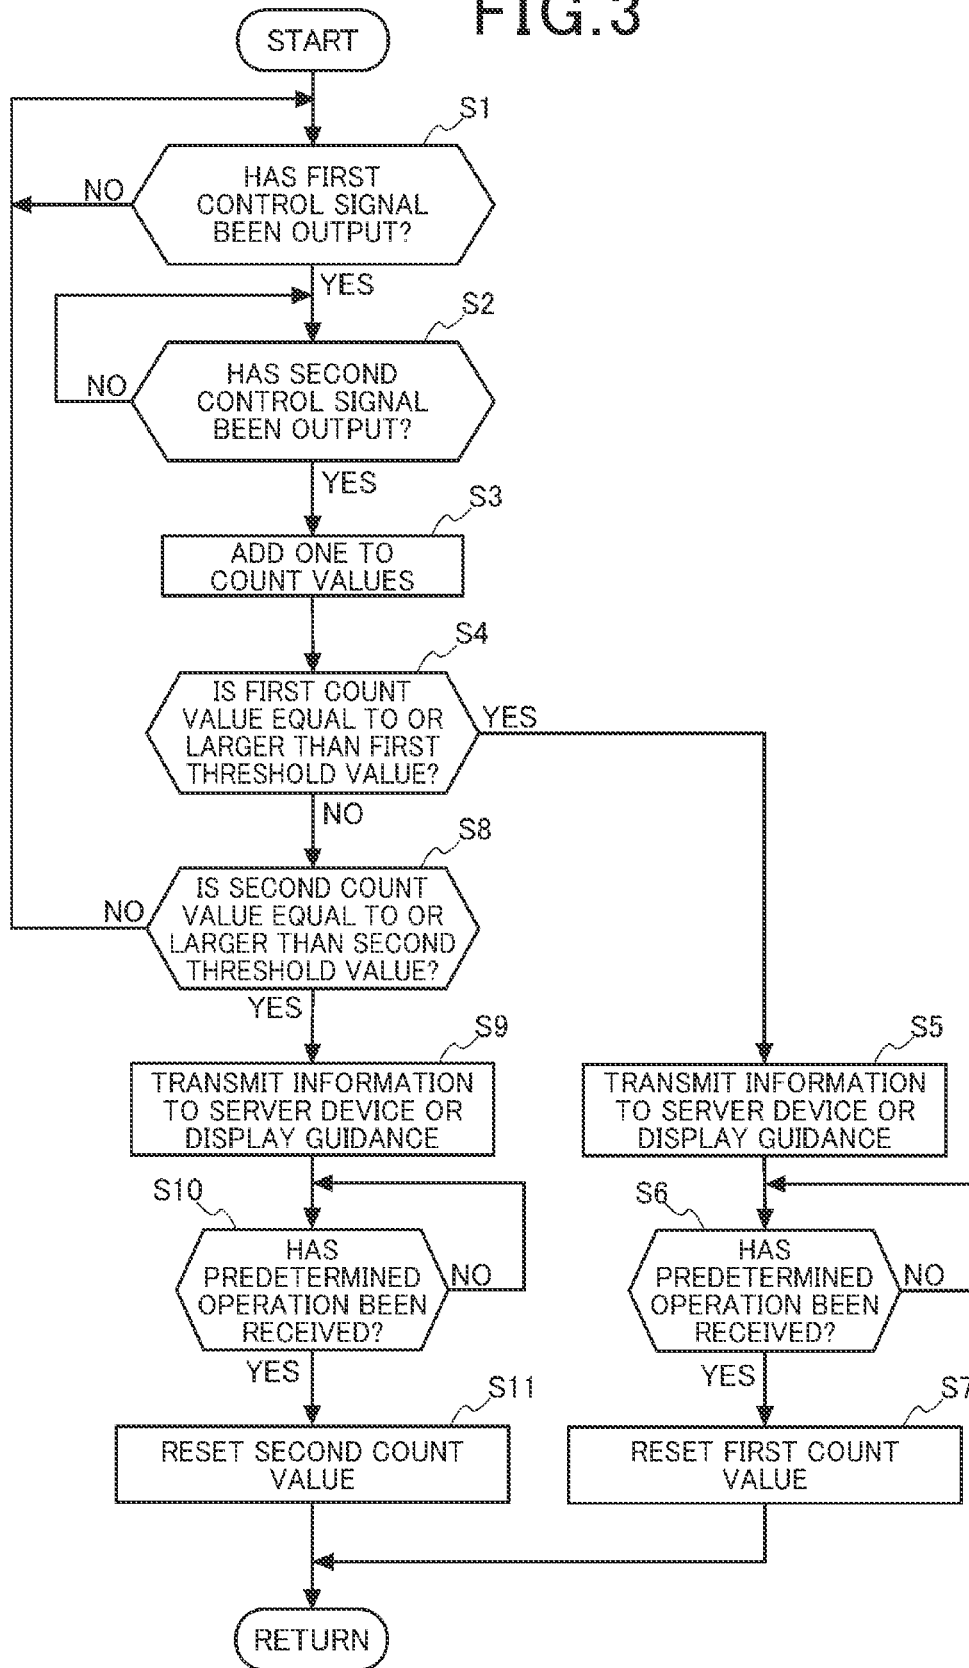 FIG.3
START
S1
HAS FIRST
CONTROL SIGNAL
BEEN OUTPUT?
NO
YES
S2
HAS SECOND
CONTROL SIGNAL
BEEN OUTPUT?
NO
YES
S3
ADD ONE TO
COUNT VALUES
S4
IS FIRST COUNT
VALUE EQUAL TO OR
LARGER THAN FIRST
THRESHOLD VALUE?
YES
NO
S8
IS SECOND COUNT
VALUE EQUAL TO OR
LARGER THAN SECOND
THRESHOLD VALUE?
NO
YES
S9
TRANSMIT INFORMATION
TO SERVER DEVICE OR
DISPLAY GUIDANCE
S5
TRANSMIT INFORMATION
TO SERVER DEVICE OR
DISPLAY GUIDANCE
S10
HAS
PREDETERMINED
OPERATION BEEN
RECEIVED?
NO
YES
S6
HAS
PREDETERMINED
OPERATION BEEN
RECEIVED?
NO
YES
S11
RESET SECOND COUNT
VALUE
S7
RESET FIRST COUNT
VALUE
RETURN